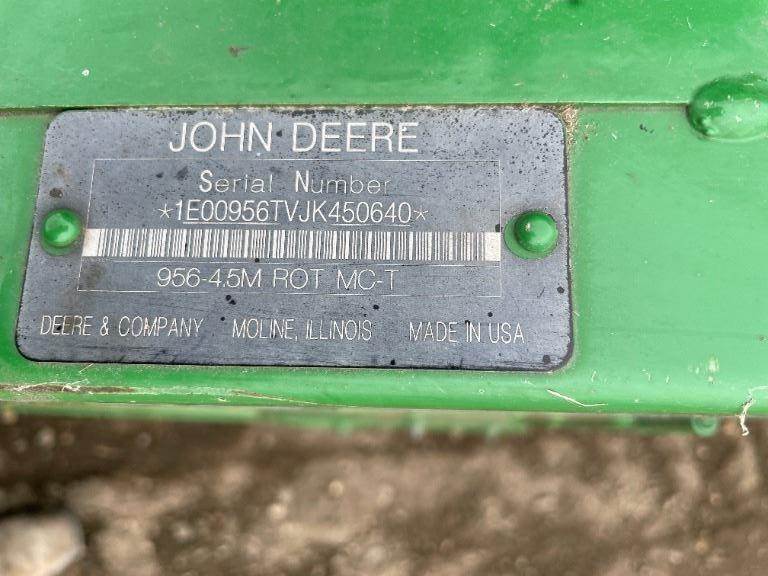 JOHN DEERE
Serial Number
*1E00956TVJK450640*
956-4.5M ROT MC-T
DEERE & COMPANY MOLINE, ILLINOIS MADE IN USA